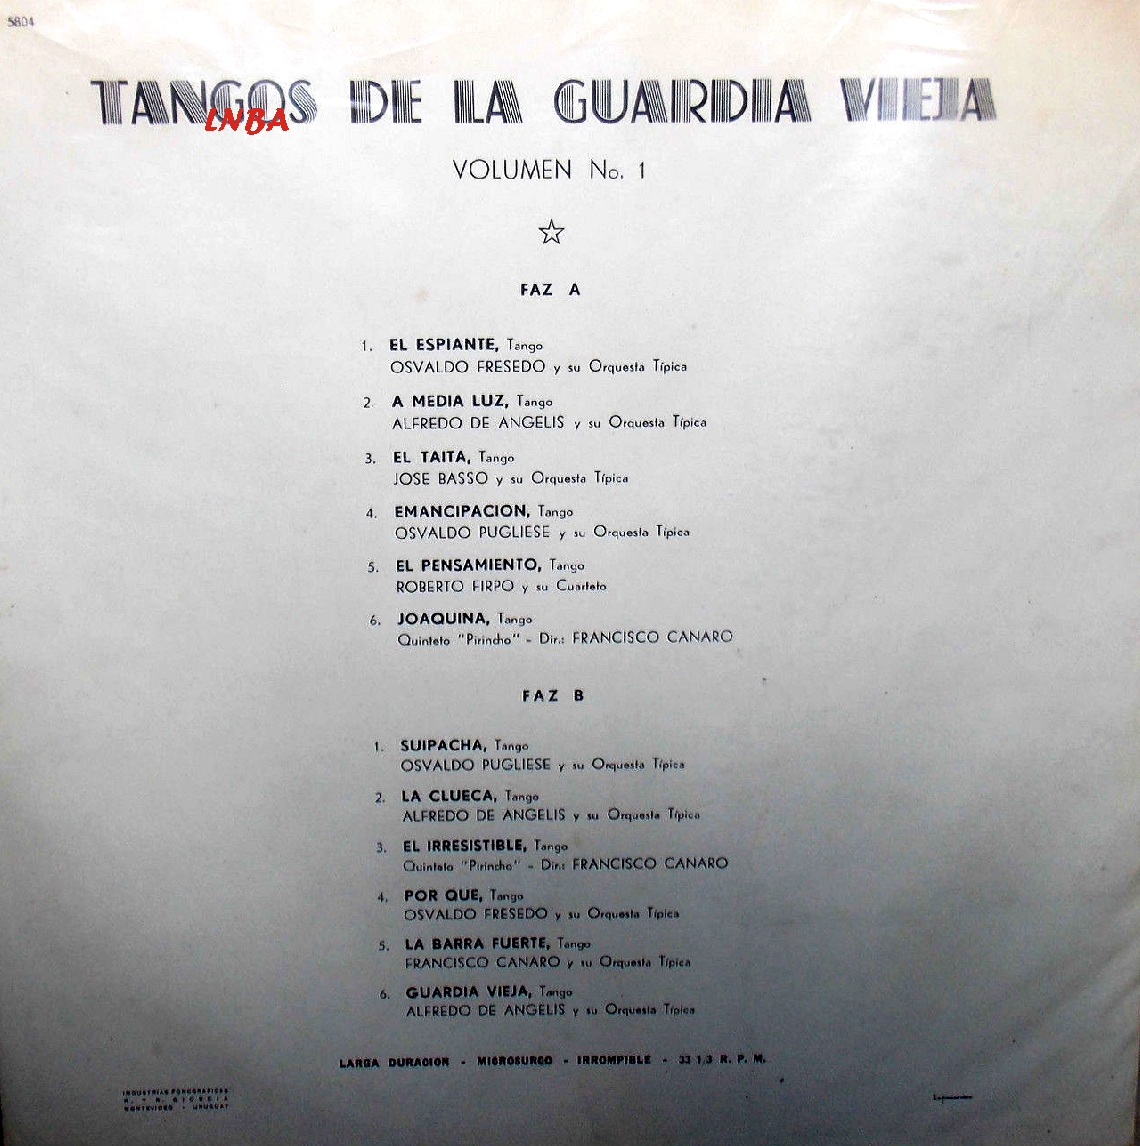 5804
TANGOS DE LA GUARDIA VIEJA
LNBA
VOLUMEN No. 1
FAZ A
1. EL ESPIANTE, Tango
OSVALDO FRESEDO y su Orquesta Típica
2 A MEDIA LUZ, Tango
ALFREDO DE ANGELIS y su Orquesta Típica
3. EL TAITA, Tango
JOSE BASSO y su Orquesta Típica
4. EMANCIPACION, Tango
OSVALDO PUGLIESE y su Orquesta Típica
5. EL PENSAMIENTO, Tango
ROBERTO FIRPO y su Cuarteto
6. JOAQUINA, Tango
Quinteto "Pirincho" - Dir.: FRANCISCO CANARO
FAZ B
1. SUIPACHA, Tango
OSVALDO PUGLIESE y su Orquesta Típica
2. LA CLUECA, Tango
ALFREDO DE ANGELIS y su Orquesta Típica
3. EL IRRESISTIBLE, Tango
Quinteto "Pirincho" - Dir.: FRANCISCO CANARO
4. POR QUE, Tango
OSVALDO FRESEDO y su Orquesta Típica
5. LA BARRA FUERTE, Tango
FRANCISCO CANARO y su Orquesta Típica
6. GUARDIA VIEJA, Tango
ALFREDO DE ANGELIS y su Orquesta Típica
LARGA DURACION - MICROSURCO - IRROMPIBLE - 33 1/3 R. P. M.
INDUSTRIAS FONOGRAFICAS
R. Y R. GIOSCIA
MONTEVIDEO - URUGUAY